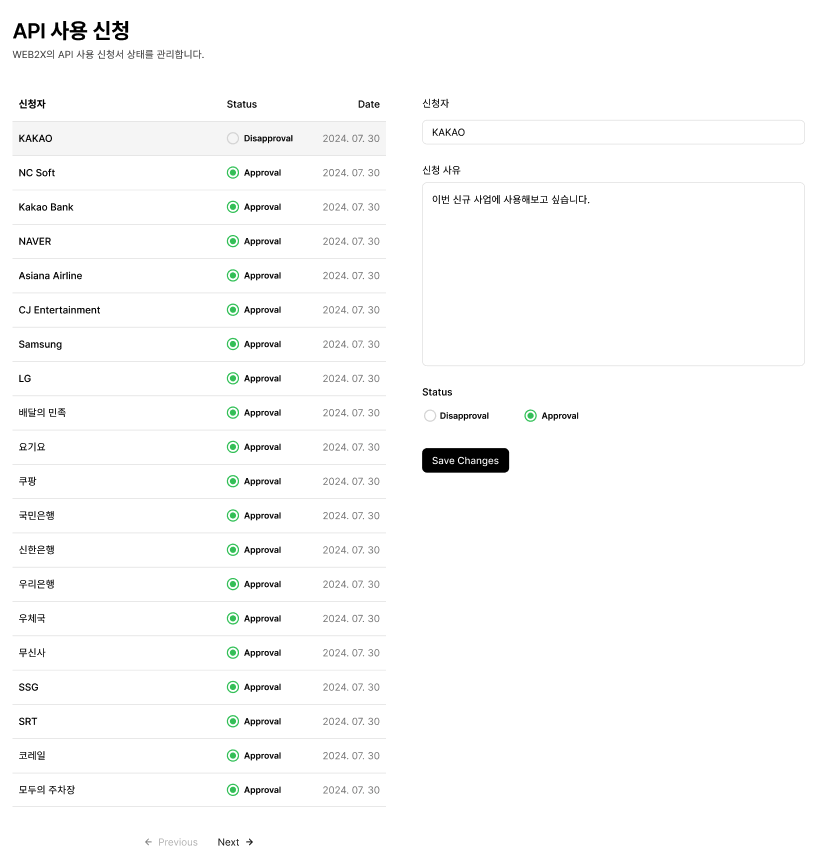 API 사용 신청
WEB2X의 API 사용 신청서 상태를 관리합니다.
신청자 Status Date
KAKAO Disapproval 2024. 07. 30
NC Soft Approval 2024. 07. 30
Kakao Bank Approval 2024. 07. 30
NAVER Approval 2024. 07. 30
Asiana Airline Approval 2024. 07. 30
CJ Entertainment Approval 2024. 07. 30
Samsung Approval 2024. 07. 30
LG Approval 2024. 07. 30
배달의 민족 Approval 2024. 07. 30
요기요 Approval 2024. 07. 30
쿠팡 Approval 2024. 07. 30
국민은행 Approval 2024. 07. 30
신한은행 Approval 2024. 07. 30
우리은행 Approval 2024. 07. 30
우체국 Approval 2024. 07. 30
무신사 Approval 2024. 07. 30
SSG Approval 2024. 07. 30
SRT Approval 2024. 07. 30
코레일 Approval 2024. 07. 30
모두의 주차장 Approval 2024. 07. 30
Previous Next
신청자
KAKAO
신청 사유
이번 신규 사업에 사용해보고 싶습니다.
Status
Disapproval Approval
Save Changes